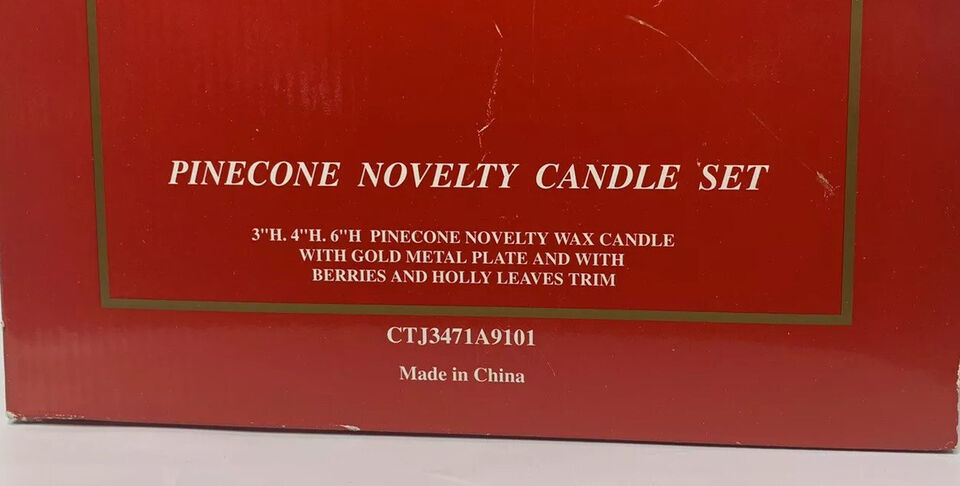 PINECONE NOVELTY CANDLE SET
3"H. 4"H. 6"H PINECONE NOVELTY WAX CANDLE
WITH GOLD METAL PLATE AND WITH
BERRIES AND HOLLY LEAVES TRIM
CTJ3471A9101
Made in China